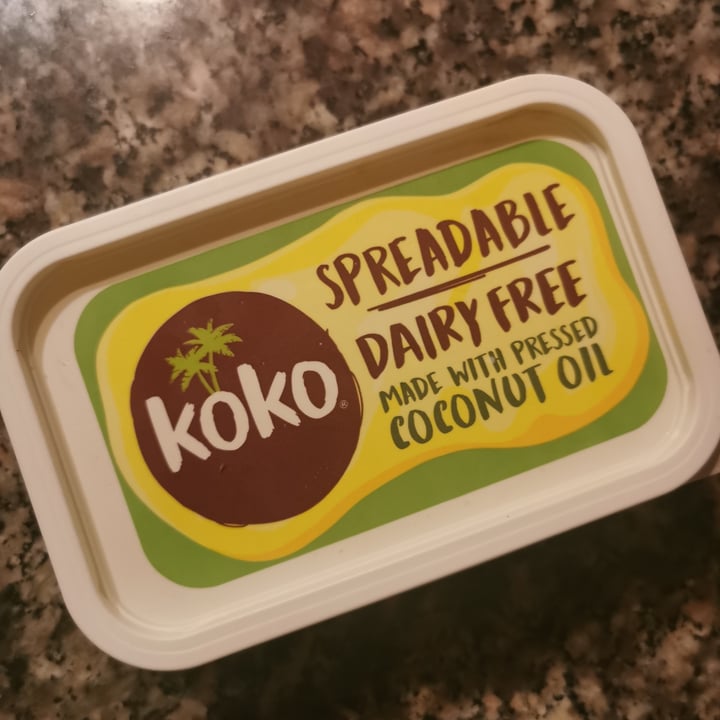 SPREADABLE
DAIRY FREE
MADE WITH PRESSED
COCONUT OIL
koko®